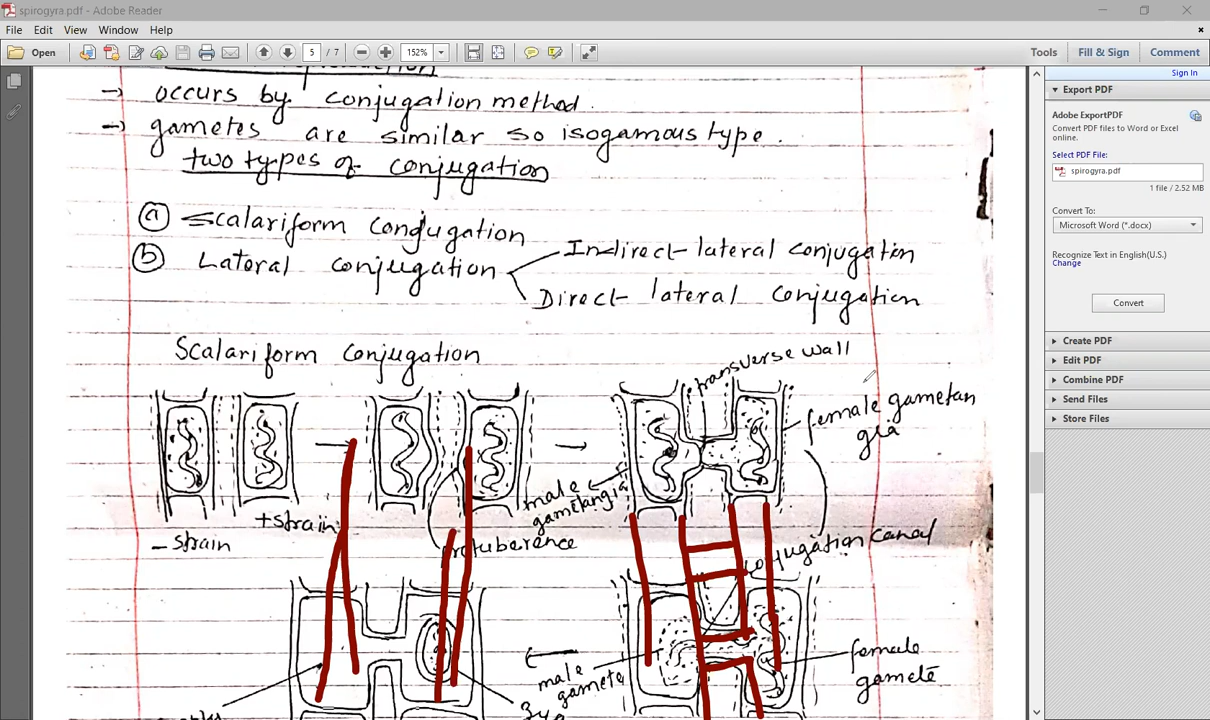 spirogyra.pdf - Adobe Reader
File Edit View Window Help
Open 5 / 7 152% Tools Fill & Sign Comment
Sign In
Export PDF
Adobe ExportPDF
Convert PDF files to Word or Excel
online.
Select PDF File:
spirogyra.pdf
1 file / 2.52 MB
Convert To:
Microsoft Word (*.docx)
Recognize Text in English(U.S.)
Change
Convert
Create PDF
Edit PDF
Combine PDF
Send Files
Store Files
→ occurs by conjugation method.
→ gametes are similar so isogamous type.
two types of conjugation
(a) Scalariform conjugation
(b) Lateral conjugation
Indirect lateral conjugation
Direct lateral conjugation
Scalariform conjugation
transverse wall
female gametan
gia
male
gametangia
+strain
- strain
protuberence
conjugation canal
male
gamete
female
gamete